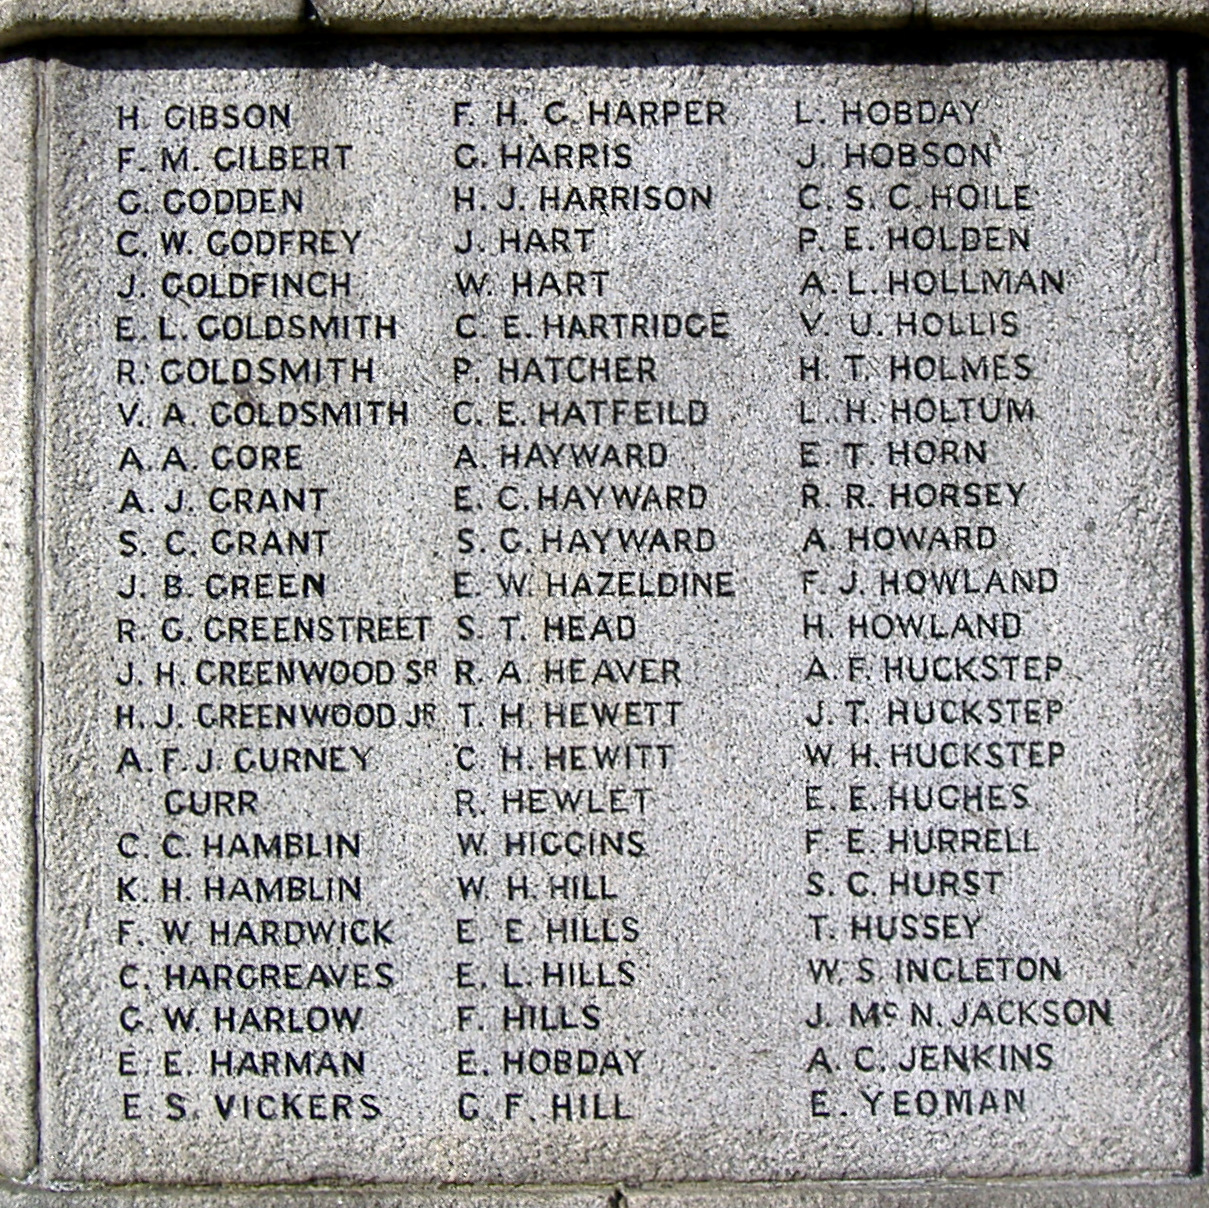 H. GIBSON
F. M. GILBERT
G. GODDEN
C. W. GODFREY
J. GOLDFINCH
E. L. GOLDSMITH
R. GOLDSMITH
V. A. GOLDSMITH
A. A. GORE
A. J. GRANT
S. C. GRANT
J. B. GREEN
R. G. GREENSTREET
J. H. GREENWOOD SR
H. J. GREENWOOD JR
A. F. J. GURNEY
GURR
C. C. HAMBLIN
K. H. HAMBLIN
F. W. HARDWICK
C. HARGREAVES
G. W. HARLOW
E. E. HARMAN
E. S. VICKERS
F. H. C. HARPER
G. HARRIS
H. J. HARRISON
J. HART
W. HART
C. E. HARTRIDGE
P. HATCHER
C. E. HATFEILD
A. HAYWARD
E. C. HAYWARD
S. G. HAYWARD
E. W. HAZELDINE
S. T. HEAD
R. A. HEAVER
T. H. HEWETT
C. H. HEWITT
R. HEWLET
W. HIGGINS
W. H. HILL
E. E. HILLS
E. L. HILLS
F. HILLS
E. HOBDAY
G. F. HILL
L. HOBDAY
J. HOBSON
C. S. C. HOILE
P. E. HOLDEN
A. L. HOLLMAN
V. U. HOLLIS
H. T. HOLMES
L. H. HOLTUM
E. T. HORN
R. R. HORSEY
A. HOWARD
F. J. HOWLAND
H. HOWLAND
A. F. HUCKSTEP
J. T. HUCKSTEP
W. H. HUCKSTEP
E. E. HUGHES
F. E. HURRELL
S. C. HURST
T. HUSSEY
W. S. INGLETON
J. Mc N. JACKSON
A. C. JENKINS
E. YEOMAN